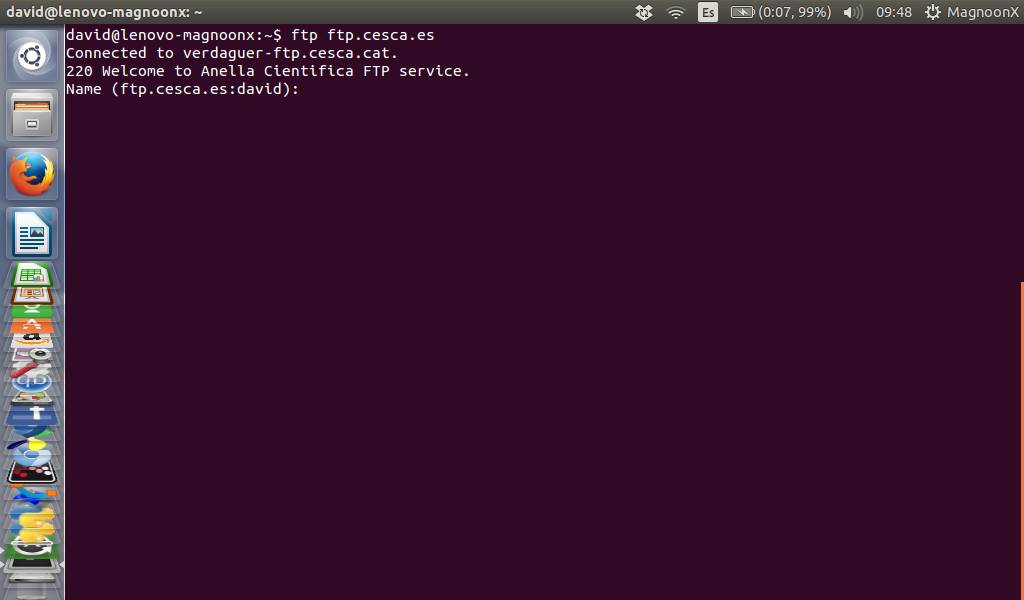 david@lenovo-magnoonx: ~
Es
(0:07, 99%)
09:48
MagnoonX
david@lenovo-magnoonx:~$ ftp ftp.cesca.es
Connected to verdaguer-ftp.cesca.cat.
220 Welcome to Anella Cientifica FTP service.
Name (ftp.cesca.es:david):